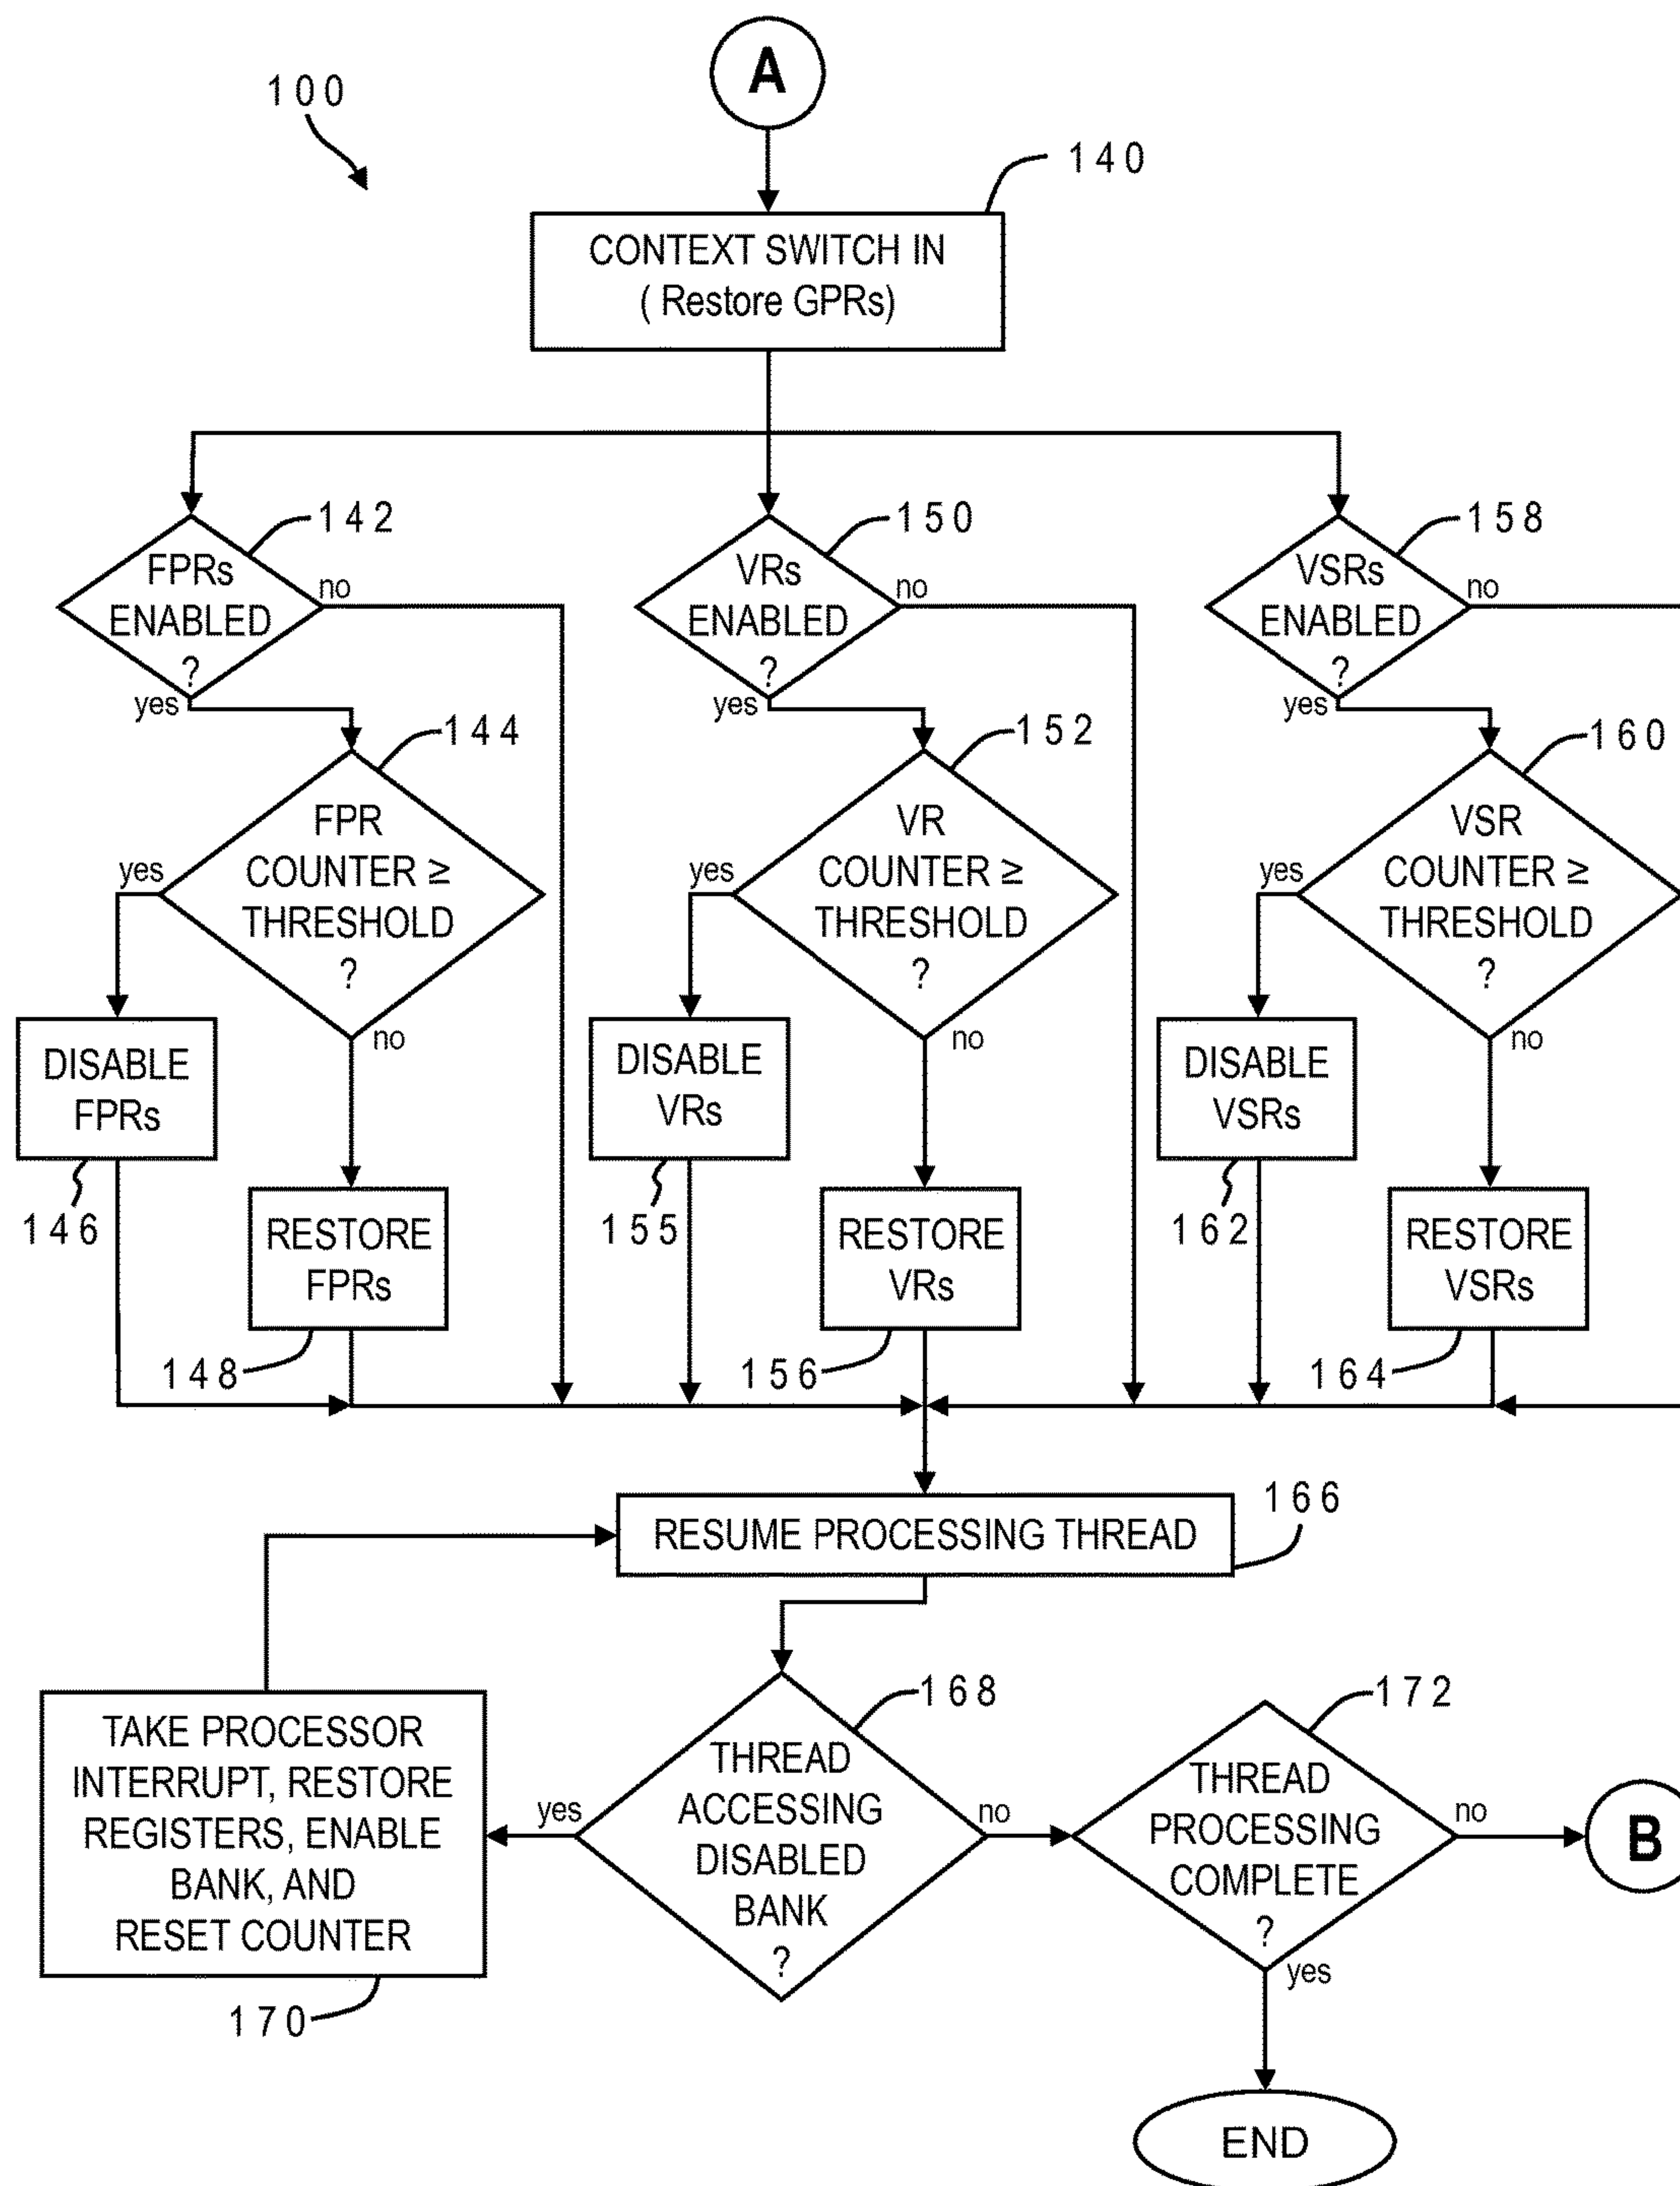 A
100
140
CONTEXT SWITCH IN
( Restore GPRs)
142
FPRs
ENABLED
?
no
yes
150
VRs
ENABLED
?
no
yes
158
VSRs
ENABLED
?
no
yes
144
FPR
COUNTER ≥
THRESHOLD
?
yes
no
152
VR
COUNTER ≥
THRESHOLD
?
yes
no
160
VSR
COUNTER ≥
THRESHOLD
?
yes
no
DISABLE
FPRs
146
RESTORE
FPRs
148
DISABLE
VRs
155
RESTORE
VRs
156
DISABLE
VSRs
162
RESTORE
VSRs
164
166
RESUME PROCESSING THREAD
168
THREAD
ACCESSING
DISABLED
BANK
?
yes
no
TAKE PROCESSOR
INTERRUPT, RESTORE
REGISTERS, ENABLE
BANK, AND
RESET COUNTER
170
172
THREAD
PROCESSING
COMPLETE
?
no
yes
B
END